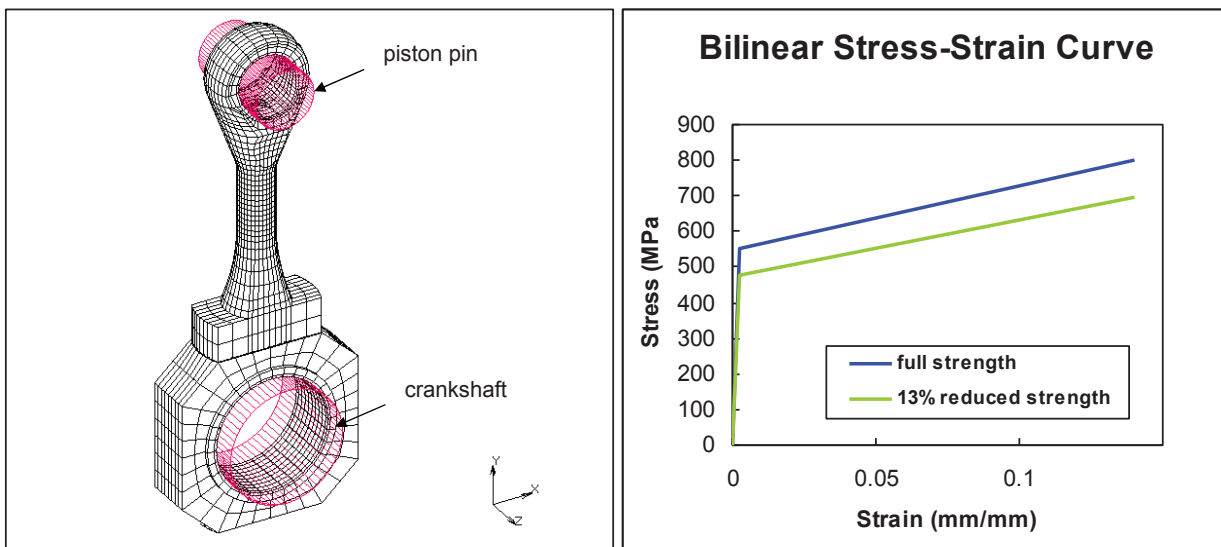 piston pin
crankshaft
Y
X
Z
Bilinear Stress-Strain Curve
900
800
700
600
500
400
300
200
100
0
Stress (MPa)
full strength
13% reduced strength
0
0.05
0.1
Strain (mm/mm)